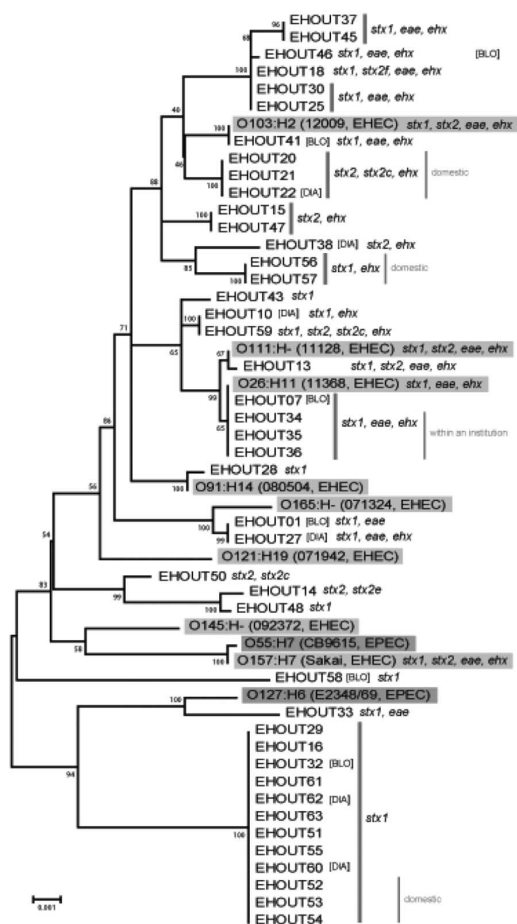 EHOUT37
EHOUT45
stx1, eae, ehx
96
68
EHOUT46 stx1, eae, ehx [BLO]
100
EHOUT18 stx1, stx2f, eae, ehx
EHOUT30
EHOUT25
stx1, eae, ehx
40
O103:H2 (12009, EHEC) stx1, stx2, eae, ehx
100
EHOUT41 [BLO] stx1, eae, ehx
46
EHOUT20
EHOUT21
EHOUT22 [DIA]
stx2, stx2c, ehx
domestic
100
88
EHOUT15
EHOUT47
stx2, ehx
100
EHOUT38 [DIA] stx2, ehx
85
EHOUT56
EHOUT57
stx1, ehx
domestic
100
EHOUT43 stx1
71
EHOUT10 [DIA] stx1, ehx
100
EHOUT59 stx1, stx2, stx2c, ehx
65
O111:H- (11128, EHEC) stx1, stx2, eae, ehx
67
EHOUT13 stx1, stx2, eae, ehx
99
O26:H11 (11368, EHEC) stx1, eae, ehx
EHOUT07 [BLO]
EHOUT34
EHOUT35
EHOUT36
stx1, eae, ehx
within an institution
65
86
EHOUT28 stx1
100
O91:H14 (080504, EHEC)
O165:H- (071324, EHEC)
56
100
EHOUT01 [BLO] stx1, eae
99
EHOUT27 [DIA] stx1, eae, ehx
O121:H19 (071942, EHEC)
54
EHOUT50 stx2, stx2c
83
99
EHOUT14 stx2, stx2e
100
EHOUT48 stx1
O145:H- (092372, EHEC)
58
O55:H7 (CB9615, EPEC)
100
O157:H7 (Sakai, EHEC) stx1, stx2, eae, ehx
EHOUT58 [BLO] stx1
O127:H6 (E2348/69, EPEC)
100
EHOUT33 stx1, eae
94
EHOUT29
EHOUT16
EHOUT32 [BLO]
EHOUT61
EHOUT62 [DIA]
EHOUT63
stx1
EHOUT51
100
EHOUT55
EHOUT60 [DIA]
EHOUT52
EHOUT53
domestic
EHOUT54
0.001